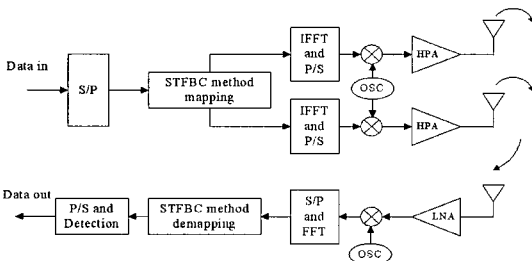 IFFT
and
P/S
HPA
Data in
S/P
STFBC method
mapping
OSC
IFFT
and
P/S
HPA
Data out
P/S and
Detection
STFBC method
demapping
S/P
and
FFT
LNA
OSC